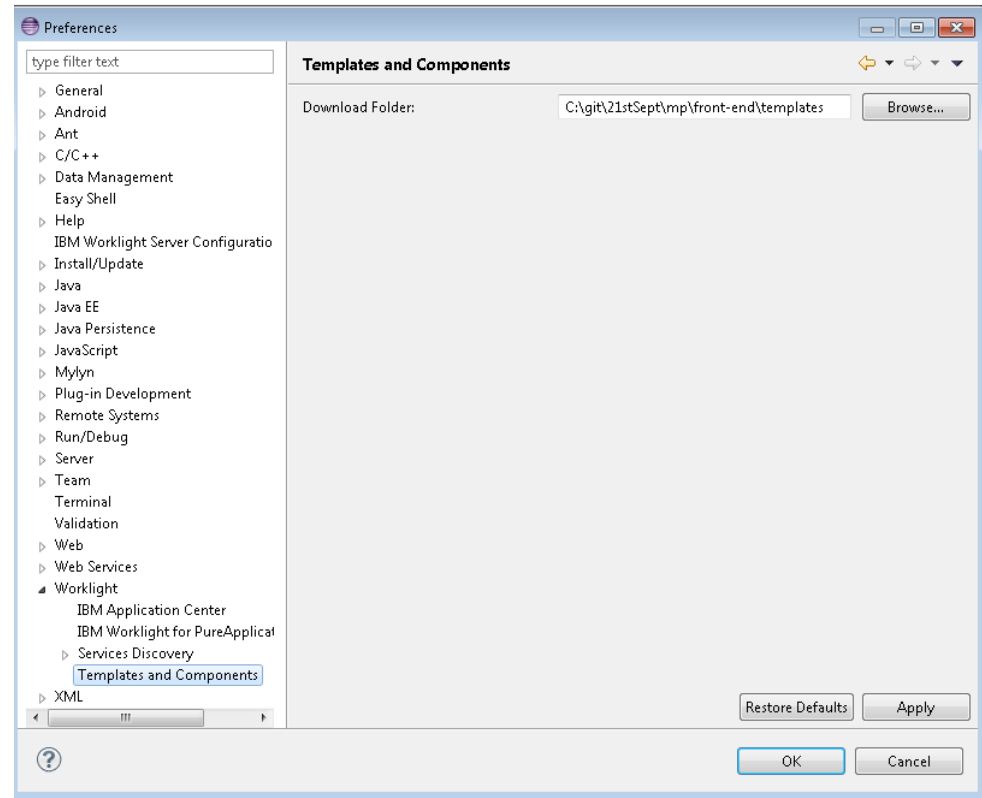 Preferences
type filter text
Templates and Components
General
Android
Ant
C/C++
Data Management
Easy Shell
Help
IBM Worklight Server Configuratio
Install/Update
Java
Java EE
Java Persistence
JavaScript
Mylyn
Plug-in Development
Remote Systems
Run/Debug
Server
Team
Terminal
Validation
Web
Web Services
Worklight
IBM Application Center
IBM Worklight for PureApplicat
Services Discovery
Templates and Components
XML
Download Folder: C:\git\21stSept\mp\front-end\templates Browse...
Restore Defaults Apply
OK Cancel